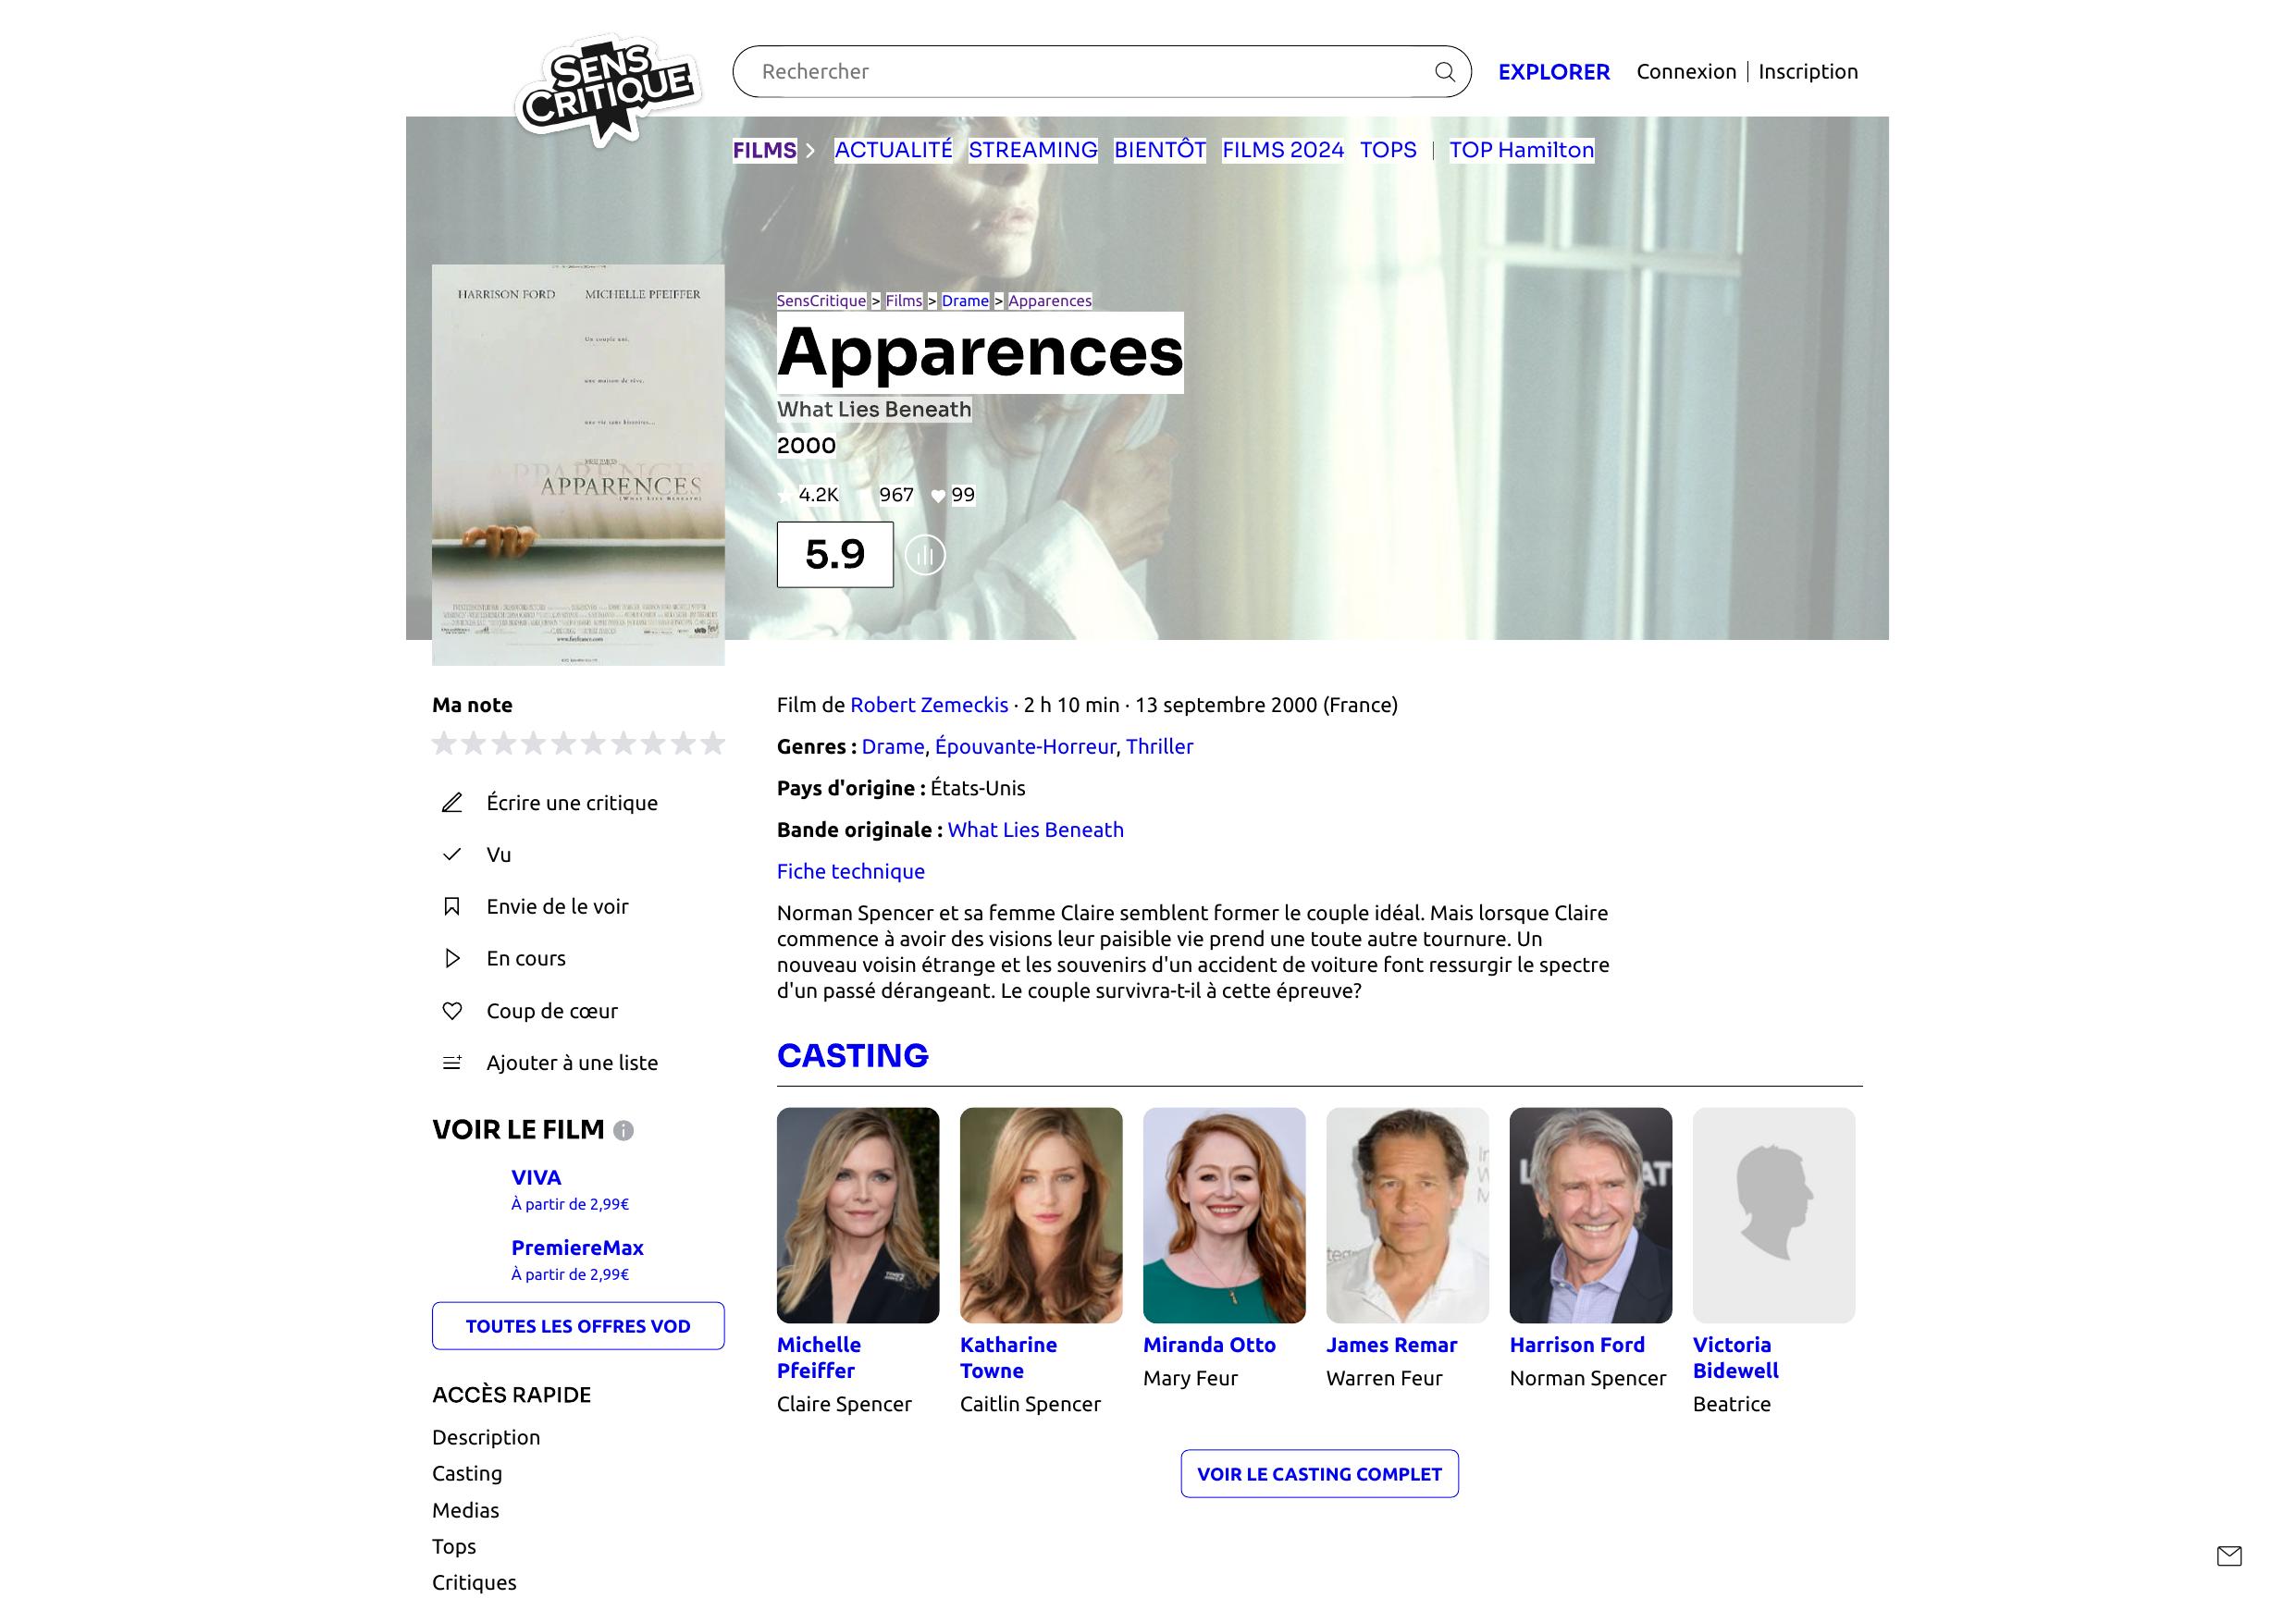 SENS
CRITIQUE
Rechercher
EXPLORER
Connexion | Inscription
FILMS > ACTUALITÉ STREAMING BIENTÔT FILMS 2024 TOPS | TOP Hamilton
HARRISON FORD MICHELLE PFEIFFER
Un couple uni,
une maison de rêve,
une vie sans histoires...
APPARENCES
(WHAT LIES BENEATH)
SensCritique > Films > Drame > Apparences
Apparences
What Lies Beneath
2000
4.2K 967 99
5.9
Ma note
Écrire une critique
Vu
Envie de le voir
En cours
Coup de cœur
Ajouter à une liste
VOIR LE FILM
VIVA
À partir de 2,99€
PremiereMax
À partir de 2,99€
TOUTES LES OFFRES VOD
ACCÈS RAPIDE
Description
Casting
Medias
Tops
Critiques
Film de Robert Zemeckis · 2 h 10 min · 13 septembre 2000 (France)
Genres : Drame, Épouvante-Horreur, Thriller
Pays d'origine : États-Unis
Bande originale : What Lies Beneath
Fiche technique
Norman Spencer et sa femme Claire semblent former le couple idéal. Mais lorsque Claire
commence à avoir des visions leur paisible vie prend une toute autre tournure. Un
nouveau voisin étrange et les souvenirs d'un accident de voiture font ressurgir le spectre
d'un passé dérangeant. Le couple survivra-t-il à cette épreuve?
CASTING
Michelle
Pfeiffer
Claire Spencer
Katharine
Towne
Caitlin Spencer
Miranda Otto
Mary Feur
James Remar
Warren Feur
Harrison Ford
Norman Spencer
Victoria
Bidewell
Beatrice
VOIR LE CASTING COMPLET